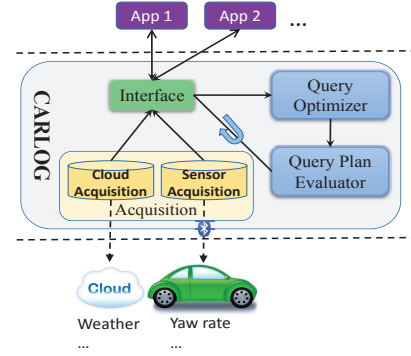 App 1
App 2
...
CARLOG
Interface
Query
Optimizer
Query Plan
Evaluator
Cloud
Acquisition
Sensor
Acquisition
Acquisition
Cloud
Weather
...
Yaw rate
...